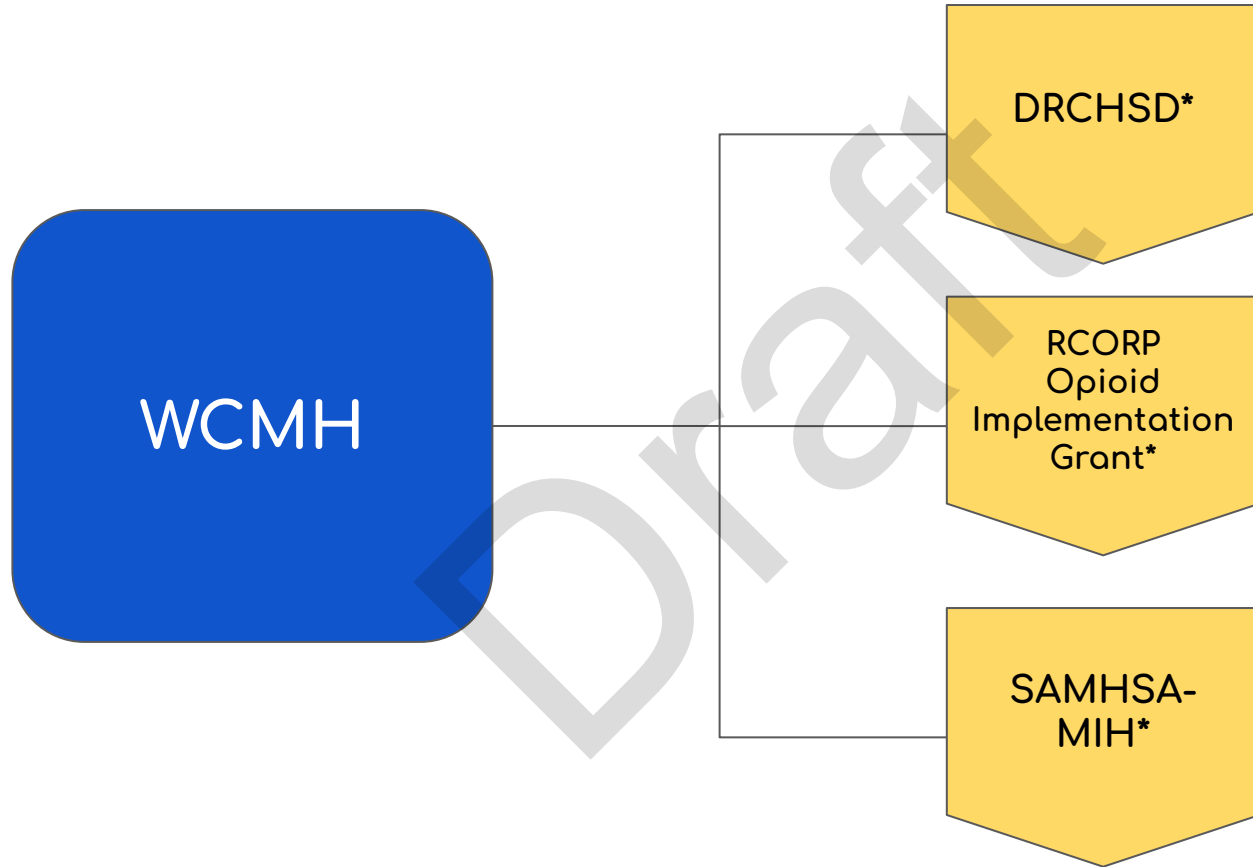 WCMH
DRCHSD*
RCORP
Opioid
Implementation
Grant*
SAMHSA-
MIH*
Draft